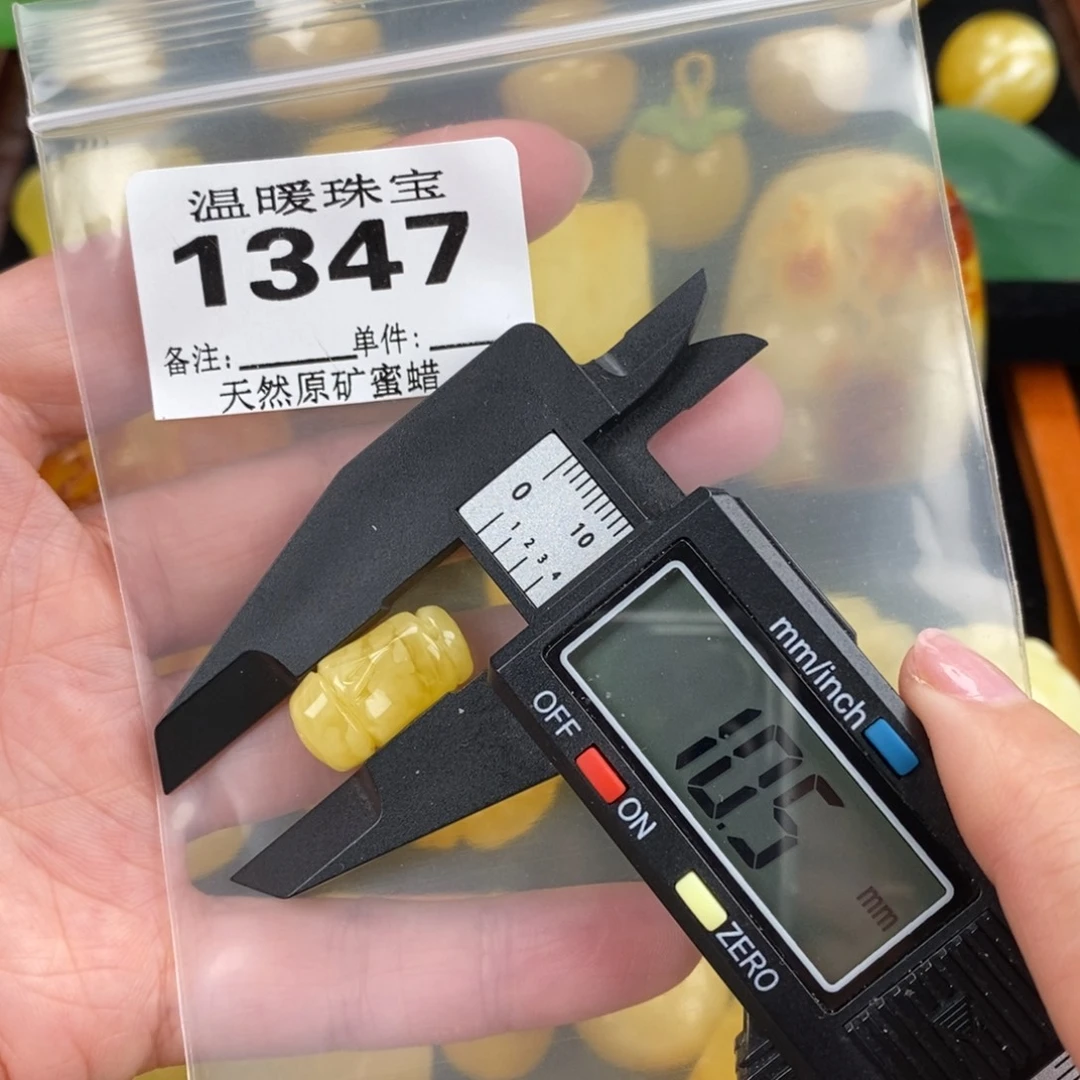 温暖珠宝
1347
备注: 单件:
天然原矿蜜蜡
0
10
1 2 3 4
mm/inch
OFF
ON
10.5
mm
ZERO